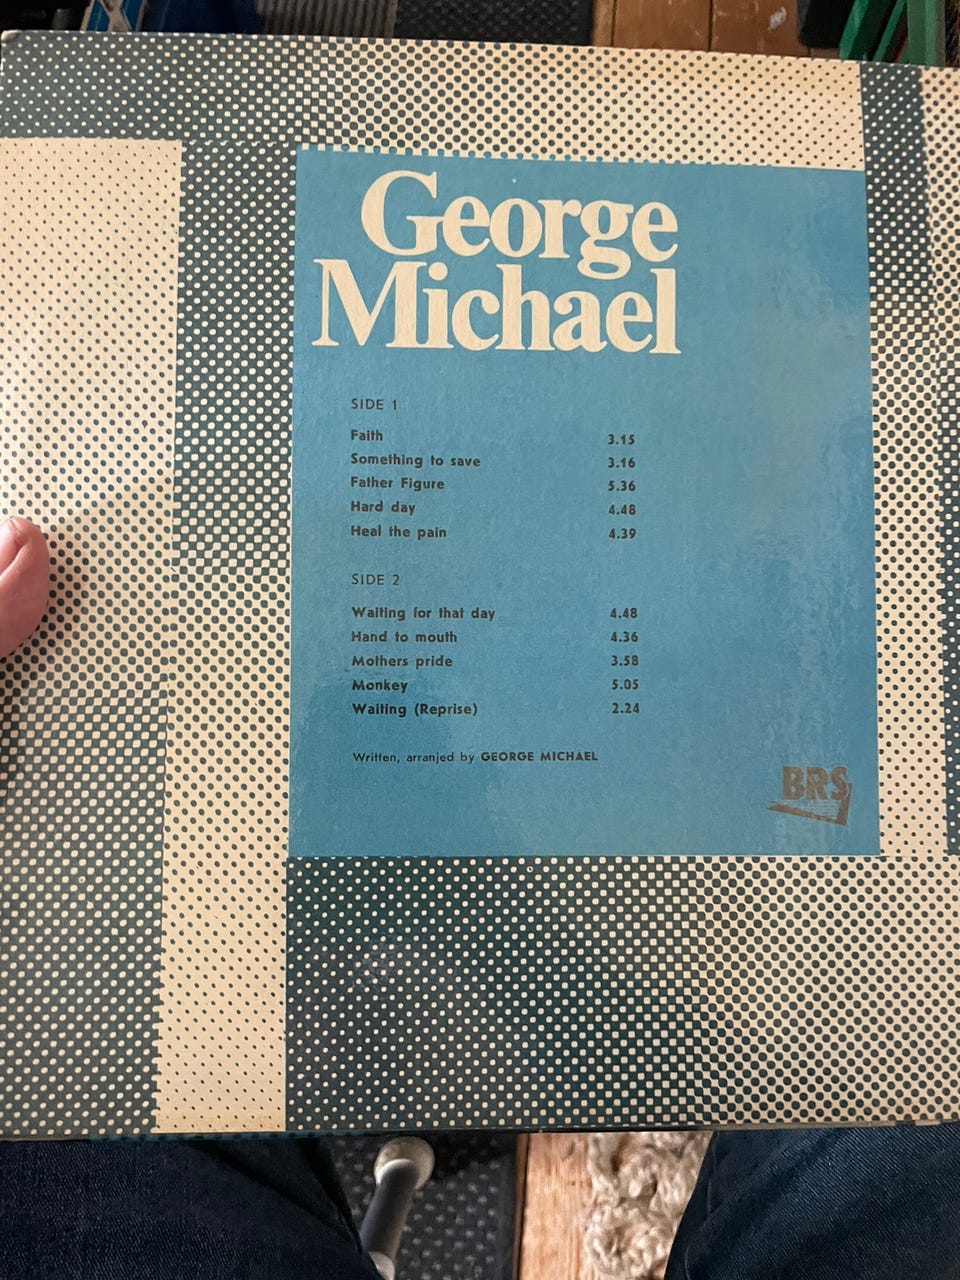 George
Michael
SIDE 1
Faith 3.15
Something to save 3.16
Father Figure 5.36
Hard day 4.48
Heal the pain 4.39
SIDE 2
Waiting for that day 4.48
Hand to mouth 4.36
Mothers pride 3.58
Monkey 5.05
Waiting (Reprise) 2.24
Written, arranjed by GEORGE MICHAEL
BRS